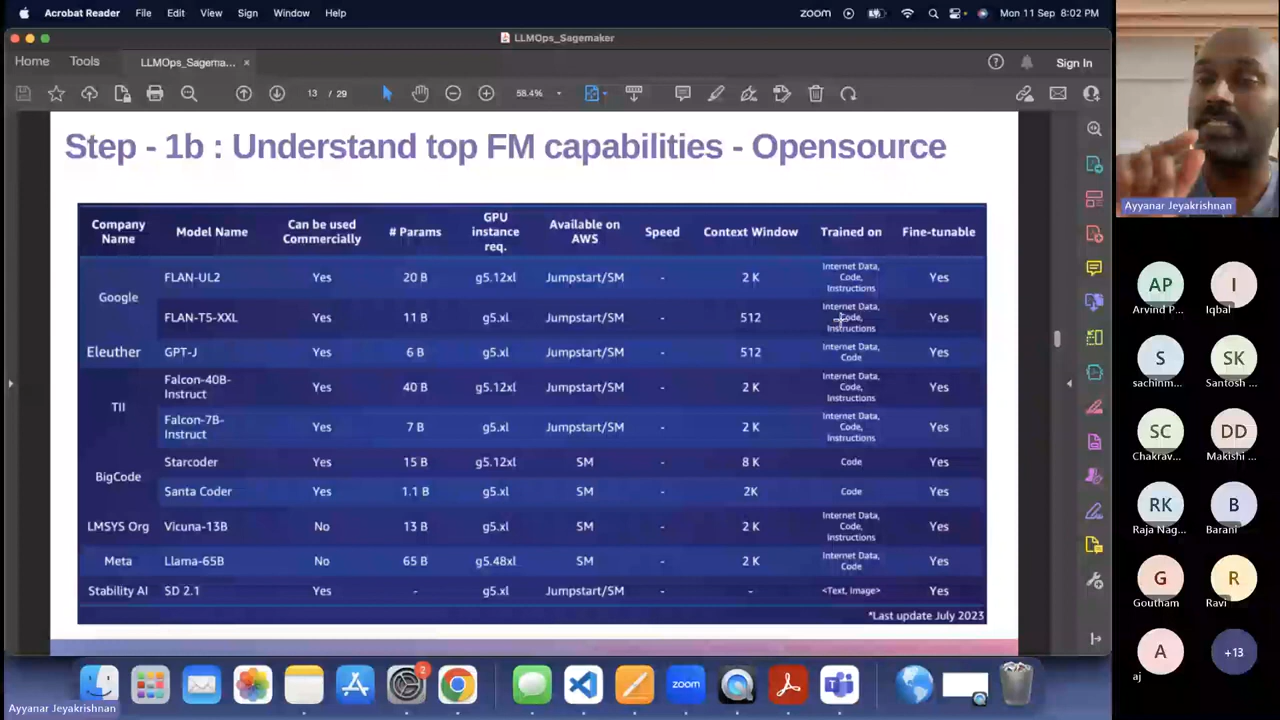 Acrobat Reader File Edit View Sign Window Help
zoom Mon 11 Sep 8:02 PM
LLMOps_Sagemaker
Home Tools LLMOps_Sagema... × Sign In
13 / 29 58.4%
Step - 1b : Understand top FM capabilities - Opensource
Company Name Model Name Can be used Commercially # Params GPU instance req. Available on AWS Speed Context Window Trained on Fine-tunable
Google FLAN-UL2 Yes 20 B g5.12xl Jumpstart/SM - 2 K Internet Data, Code, Instructions Yes
FLAN-T5-XXL Yes 11 B g5.xl Jumpstart/SM - 512 Internet Data, Code, Instructions Yes
Eleuther GPT-J Yes 6 B g5.xl Jumpstart/SM - 512 Internet Data, Code Yes
TII Falcon-40B-Instruct Yes 40 B g5.12xl Jumpstart/SM - 2 K Internet Data, Code, Instructions Yes
Falcon-7B-Instruct Yes 7 B g5.xl Jumpstart/SM - 2 K Internet Data, Code, Instructions Yes
BigCode Starcoder Yes 15 B g5.12xl SM - 8 K Code Yes
Santa Coder Yes 1.1 B g5.xl SM - 2K Code Yes
LMSYS Org Vicuna-13B No 13 B g5.xl SM - 2 K Internet Data, Code, Instructions Yes
Meta Llama-65B No 65 B g5.48xl SM - 2 K Internet Data, Code Yes
Stability AI SD 2.1 Yes - g5.xl Jumpstart/SM - - <Text, Image> Yes
*Last update July 2023
2
zoom
Ayyanar Jeyakrishnan
Ayyanar Jeyakrishnan
AP I
Arvind P... Iqbal
S SK
sachinm... Santosh ...
SC DD
Chakrav... Makishi ...
RK B
Raja Nag... Barani
G R
Goutham Ravi
A +13
aj